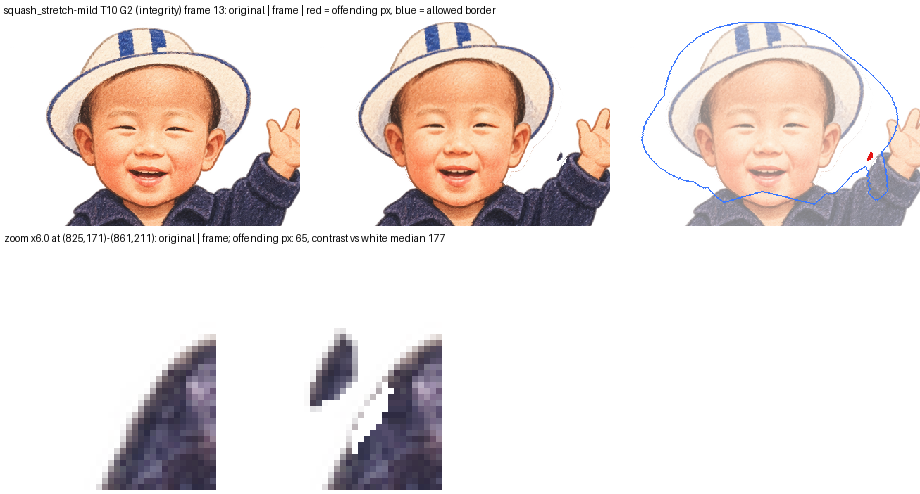 squash_stretch-mild T10 G2 (integrity) frame 13: original | frame | red = offending px, blue = allowed border
zoom x6.0 at (825,171)-(861,211): original | frame; offending px: 65, contrast vs white median 177